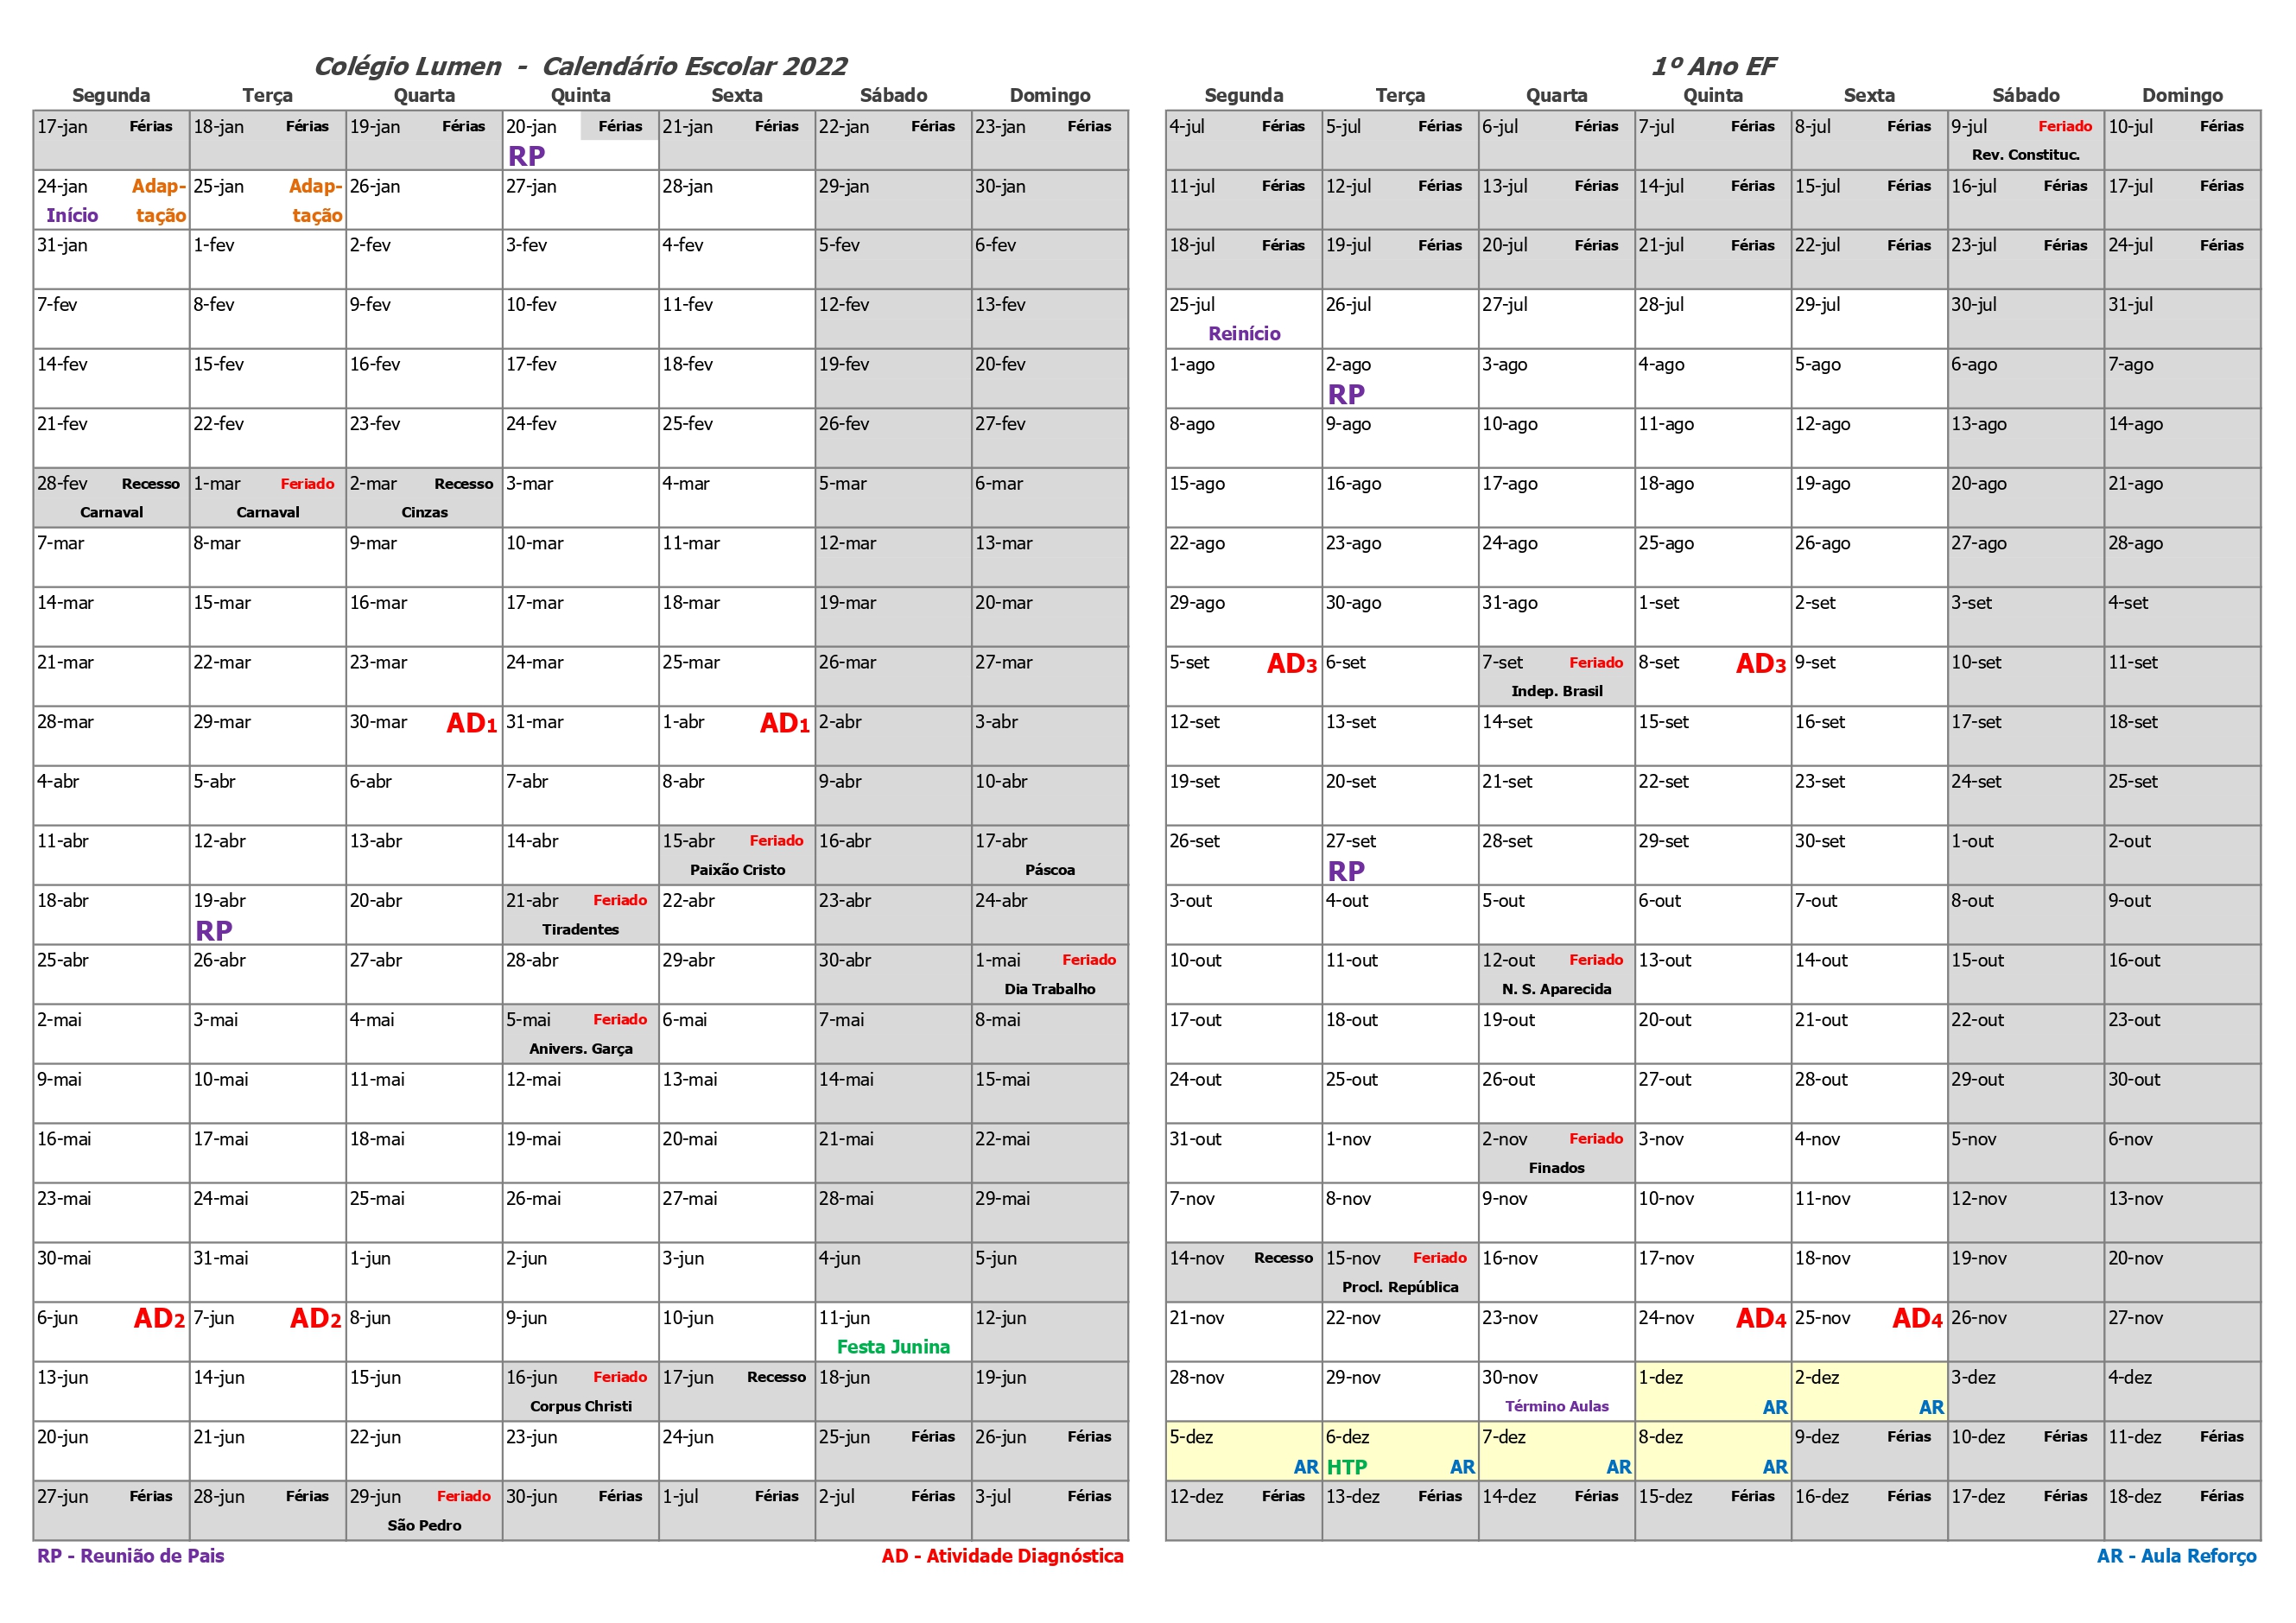 Colégio Lumen - Calendário Escolar 2022
Segunda Terça Quarta Quinta Sexta Sábado Domingo
17-jan Férias 18-jan Férias 19-jan Férias 20-jan Férias 21-jan Férias 22-jan Férias 23-jan Férias
RP
24-jan Adap- 25-jan Adap- 26-jan 27-jan 28-jan 29-jan 30-jan
Início tação tação
31-jan 1-fev 2-fev 3-fev 4-fev 5-fev 6-fev
7-fev 8-fev 9-fev 10-fev 11-fev 12-fev 13-fev
14-fev 15-fev 16-fev 17-fev 18-fev 19-fev 20-fev
21-fev 22-fev 23-fev 24-fev 25-fev 26-fev 27-fev
28-fev Recesso 1-mar Feriado 2-mar Recesso 3-mar 4-mar 5-mar 6-mar
Carnaval Carnaval Cinzas
7-mar 8-mar 9-mar 10-mar 11-mar 12-mar 13-mar
14-mar 15-mar 16-mar 17-mar 18-mar 19-mar 20-mar
21-mar 22-mar 23-mar 24-mar 25-mar 26-mar 27-mar
28-mar 29-mar 30-mar AD1 31-mar 1-abr AD1 2-abr 3-abr
4-abr 5-abr 6-abr 7-abr 8-abr 9-abr 10-abr
11-abr 12-abr 13-abr 14-abr 15-abr Feriado 16-abr 17-abr
Paixão Cristo Páscoa
18-abr 19-abr 20-abr 21-abr Feriado 22-abr 23-abr 24-abr
RP Tiradentes
25-abr 26-abr 27-abr 28-abr 29-abr 30-abr 1-mai Feriado
Dia Trabalho
2-mai 3-mai 4-mai 5-mai Feriado 6-mai 7-mai 8-mai
Anivers. Garça
9-mai 10-mai 11-mai 12-mai 13-mai 14-mai 15-mai
16-mai 17-mai 18-mai 19-mai 20-mai 21-mai 22-mai
23-mai 24-mai 25-mai 26-mai 27-mai 28-mai 29-mai
30-mai 31-mai 1-jun 2-jun 3-jun 4-jun 5-jun
6-jun AD2 7-jun AD2 8-jun 9-jun 10-jun 11-jun 12-jun
Festa Junina
13-jun 14-jun 15-jun 16-jun Feriado 17-jun Recesso 18-jun 19-jun
Corpus Christi
20-jun 21-jun 22-jun 23-jun 24-jun 25-jun Férias 26-jun Férias
27-jun Férias 28-jun Férias 29-jun Feriado 30-jun Férias 1-jul Férias 2-jul Férias 3-jul Férias
São Pedro
RP - Reunião de Pais AD - Atividade Diagnóstica
1º Ano EF
Segunda Terça Quarta Quinta Sexta Sábado Domingo
4-jul Férias 5-jul Férias 6-jul Férias 7-jul Férias 8-jul Férias 9-jul Feriado 10-jul Férias
Rev. Constituc.
11-jul Férias 12-jul Férias 13-jul Férias 14-jul Férias 15-jul Férias 16-jul Férias 17-jul Férias
18-jul Férias 19-jul Férias 20-jul Férias 21-jul Férias 22-jul Férias 23-jul Férias 24-jul Férias
25-jul 26-jul 27-jul 28-jul 29-jul 30-jul 31-jul
Reinício
1-ago 2-ago 3-ago 4-ago 5-ago 6-ago 7-ago
RP
8-ago 9-ago 10-ago 11-ago 12-ago 13-ago 14-ago
15-ago 16-ago 17-ago 18-ago 19-ago 20-ago 21-ago
22-ago 23-ago 24-ago 25-ago 26-ago 27-ago 28-ago
29-ago 30-ago 31-ago 1-set 2-set 3-set 4-set
5-set AD3 6-set 7-set Feriado 8-set AD3 9-set 10-set 11-set
Indep. Brasil
12-set 13-set 14-set 15-set 16-set 17-set 18-set
19-set 20-set 21-set 22-set 23-set 24-set 25-set
26-set 27-set 28-set 29-set 30-set 1-out 2-out
RP
3-out 4-out 5-out 6-out 7-out 8-out 9-out
10-out 11-out 12-out Feriado 13-out 14-out 15-out 16-out
N. S. Aparecida
17-out 18-out 19-out 20-out 21-out 22-out 23-out
24-out 25-out 26-out 27-out 28-out 29-out 30-out
31-out 1-nov 2-nov Feriado 3-nov 4-nov 5-nov 6-nov
Finados
7-nov 8-nov 9-nov 10-nov 11-nov 12-nov 13-nov
14-nov Recesso 15-nov Feriado 16-nov 17-nov 18-nov 19-nov 20-nov
Procl. República
21-nov 22-nov 23-nov 24-nov AD4 25-nov AD4 26-nov 27-nov
28-nov 29-nov 30-nov 1-dez 2-dez 3-dez 4-dez
Término Aulas AR AR
5-dez 6-dez 7-dez 8-dez 9-dez Férias 10-dez Férias 11-dez Férias
AR HTP AR AR AR
12-dez Férias 13-dez Férias 14-dez Férias 15-dez Férias 16-dez Férias 17-dez Férias 18-dez Férias
AR - Aula Reforço